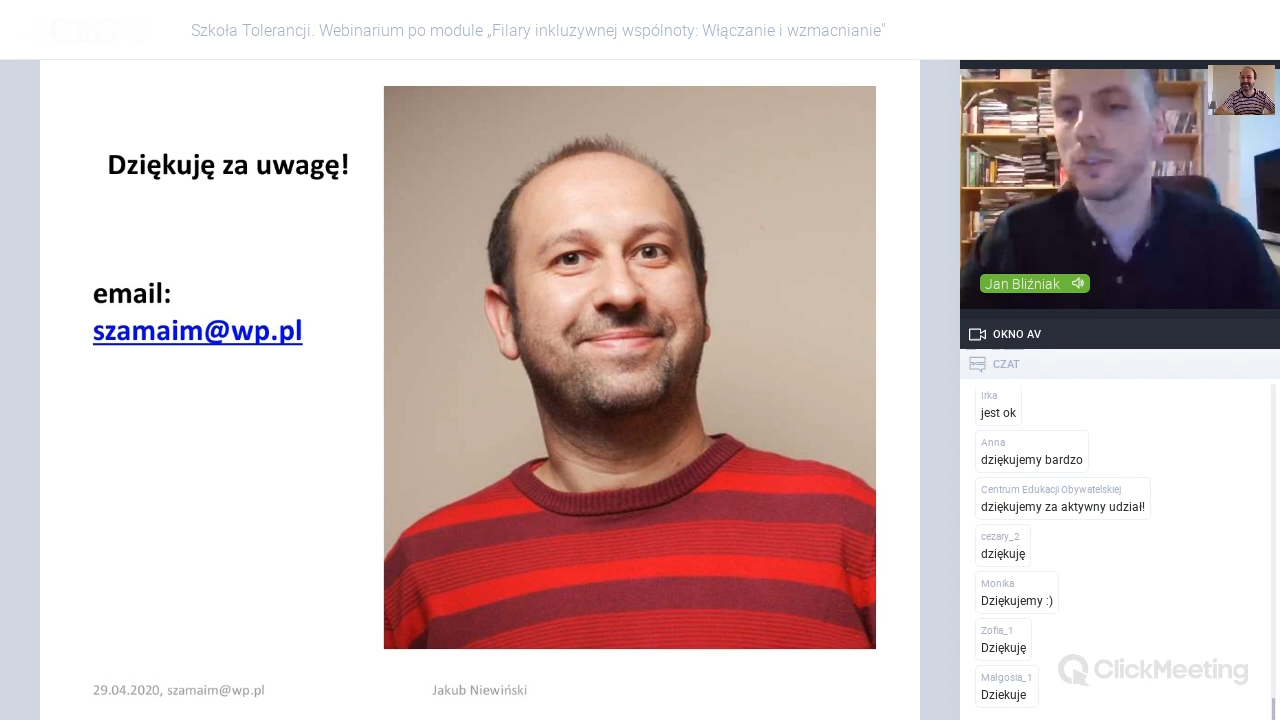 Szkoła Tolerancji. Webinarium po module „Filary inkluzywnej wspólnoty: Włączanie i wzmacnianie"
Dziękuję za uwagę!
email:
szamaim@wp.pl
29.04.2020, szamaim@wp.pl
Jakub Niewiński
Jan Bliźniak
OKNO AV
CZAT
Irka
jest ok
Anna
dziękujemy bardzo
Centrum Edukacji Obywatelskiej
dziękujemy za aktywny udział!
cezary_2
dziękuję
Monika
Dziękujemy :)
Zofia_1
Dziękuję
Małgosia_1
Dziekuje
ClickMeeting